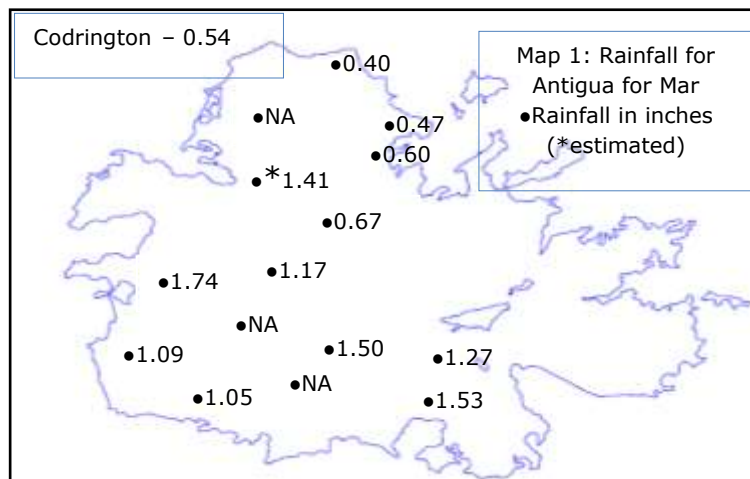 Codrington – 0.54
Map 1: Rainfall for
Antigua for Mar
●Rainfall in inches
(*estimated)
●0.40
●NA
●0.47
●0.60
●*1.41
●0.67
●1.17
●1.74
●NA
●1.50
●1.09
●1.27
●NA
●1.05
●1.53